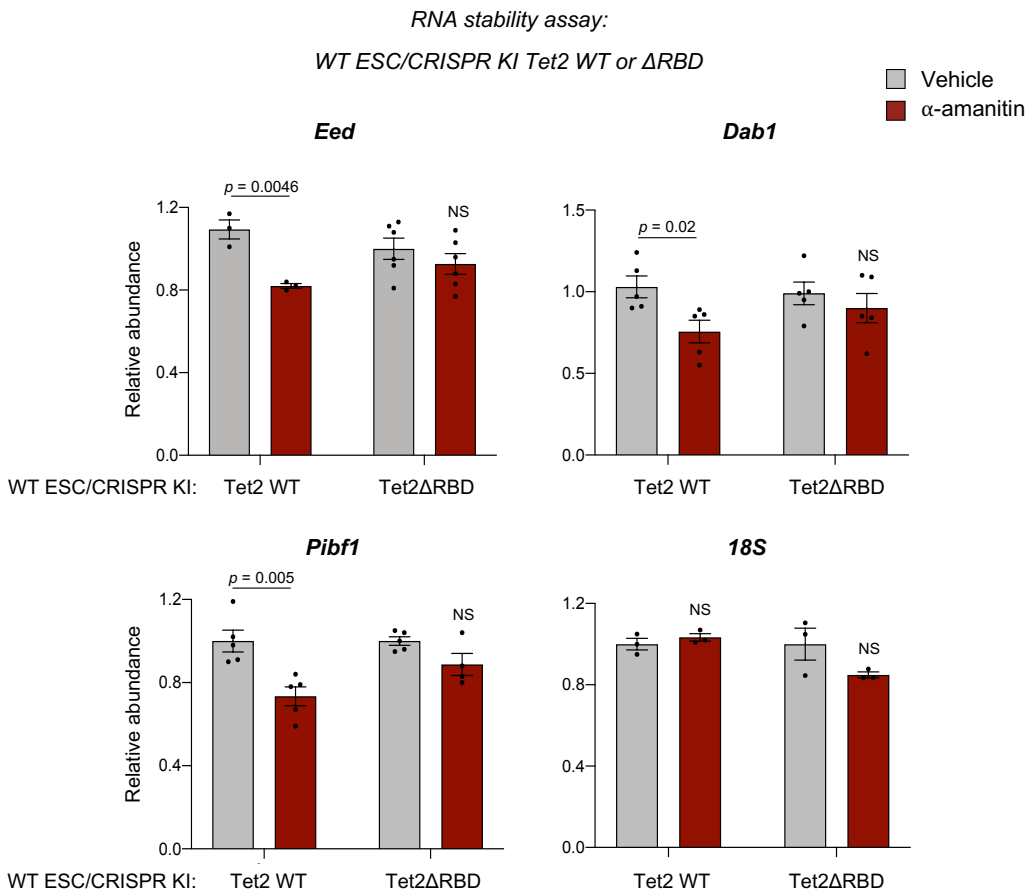 RNA stability assay:
WT ESC/CRISPR KI Tet2 WT or ΔRBD
Vehicle
α-amanitin
Eed
Relative abundance
1.2
0.8
0.4
0.0
p = 0.0046
NS
WT ESC/CRISPR KI: Tet2 WT Tet2ΔRBD
Dab1
1.5
1.0
0.5
0.0
p = 0.02
NS
Tet2 WT Tet2ΔRBD
Pibf1
Relative abundance
1.2
0.8
0.4
0.0
p = 0.005
NS
WT ESC/CRISPR KI: Tet2 WT Tet2ΔRBD
18S
1.2
0.8
0.4
0.0
NS
NS
Tet2 WT Tet2ΔRBD